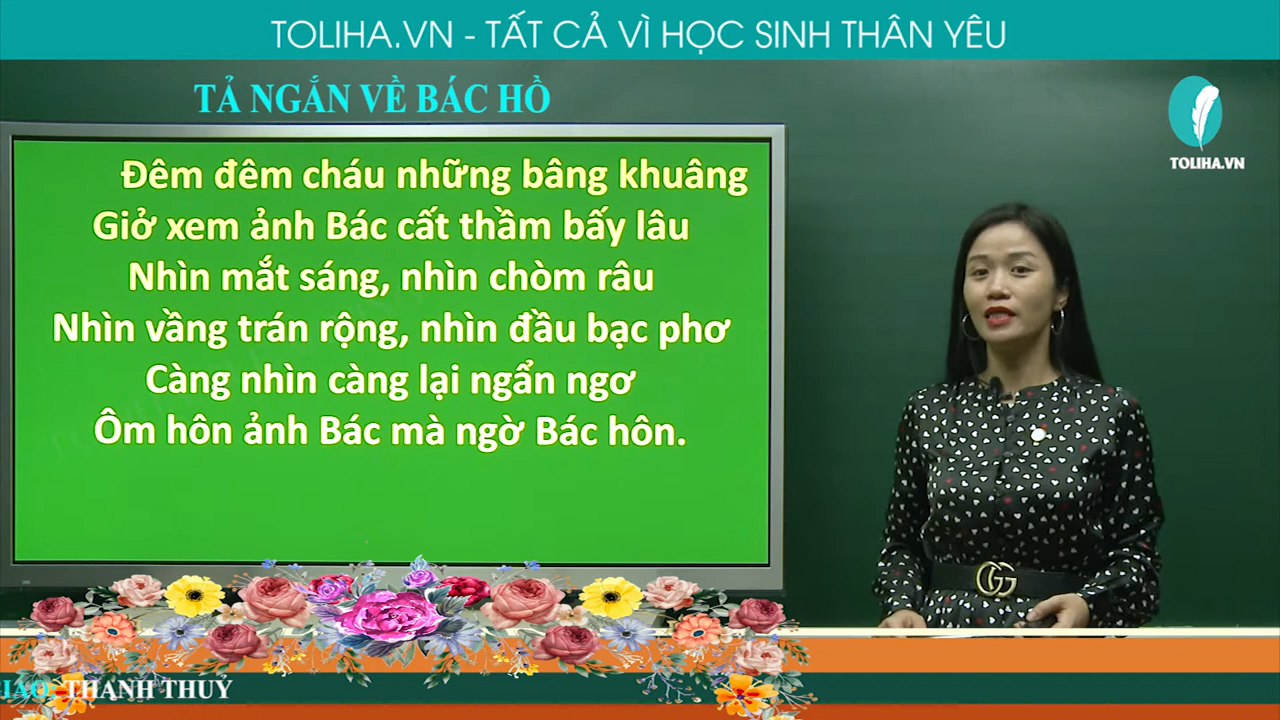 TOLIHA.VN - TẤT CẢ VÌ HỌC SINH THÂN YÊU
TẢ NGẮN VỀ BÁC HỒ
TOLIHA.VN
Đêm đêm cháu những bâng khuâng
Giở xem ảnh Bác cất thầm bấy lâu
Nhìn mắt sáng, nhìn chòm râu
Nhìn vầng trán rộng, nhìn đầu bạc phơ
Càng nhìn càng lại ngẩn ngơ
Ôm hôn ảnh Bác mà ngờ Bác hôn.
THANH THUỶ